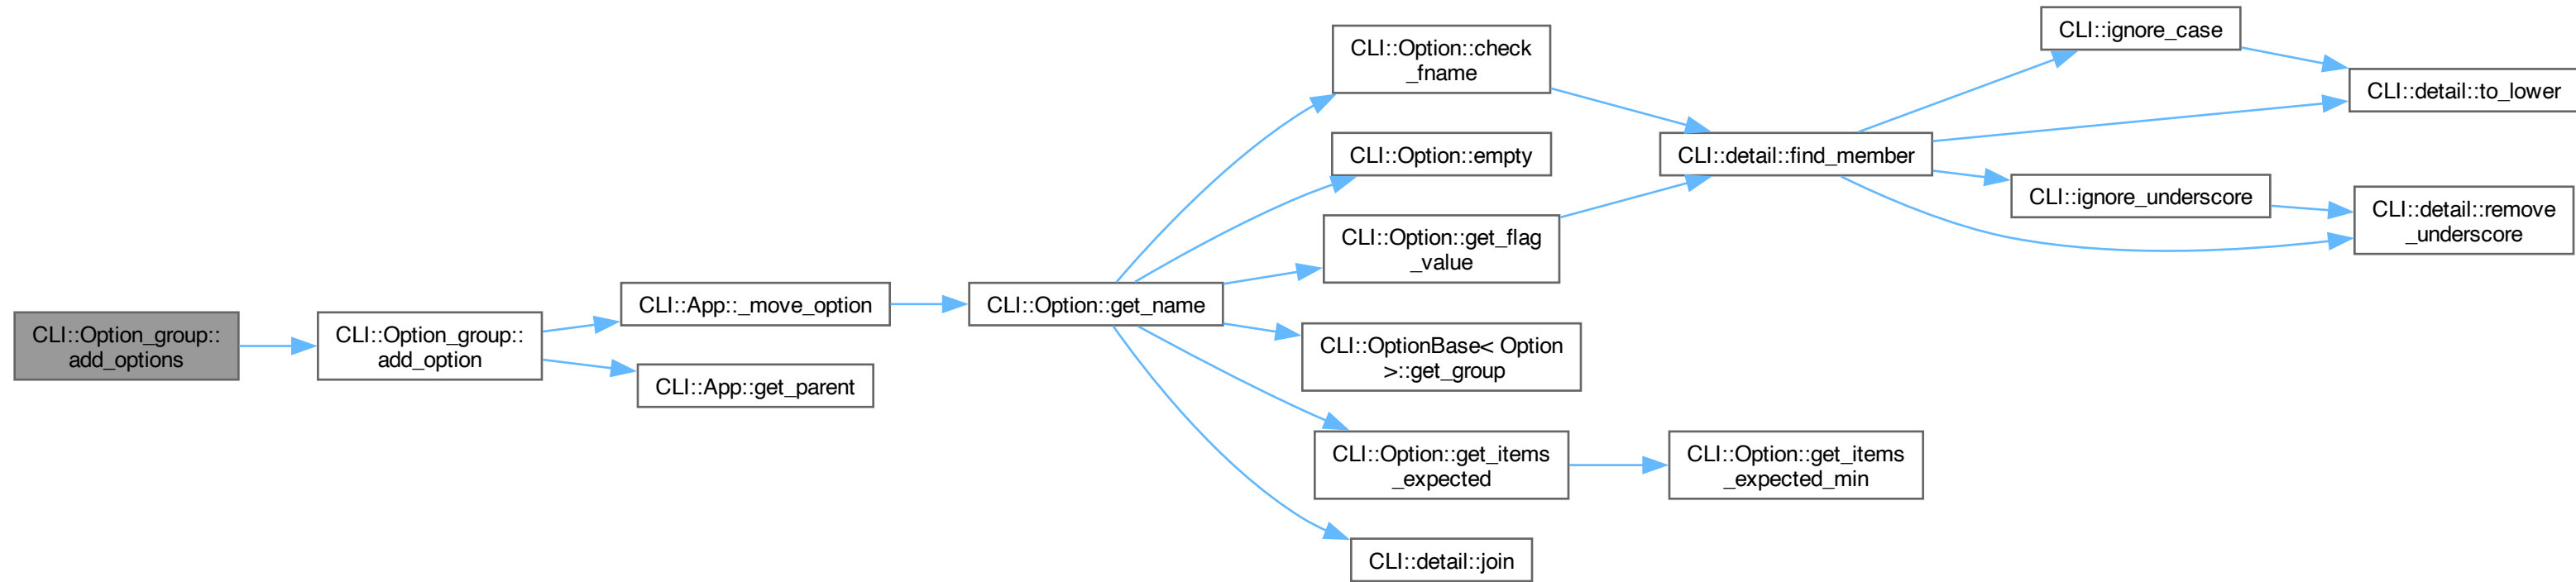 CLI::Option_group::
add_options
CLI::Option_group::
add_option
CLI::App::_move_option
CLI::App::get_parent
CLI::Option::get_name
CLI::Option::check
_fname
CLI::Option::empty
CLI::Option::get_flag
_value
CLI::OptionBase< Option
>::get_group
CLI::Option::get_items
_expected
CLI::detail::join
CLI::detail::find_member
CLI::Option::get_items
_expected_min
CLI::ignore_case
CLI::ignore_underscore
CLI::detail::to_lower
CLI::detail::remove
_underscore